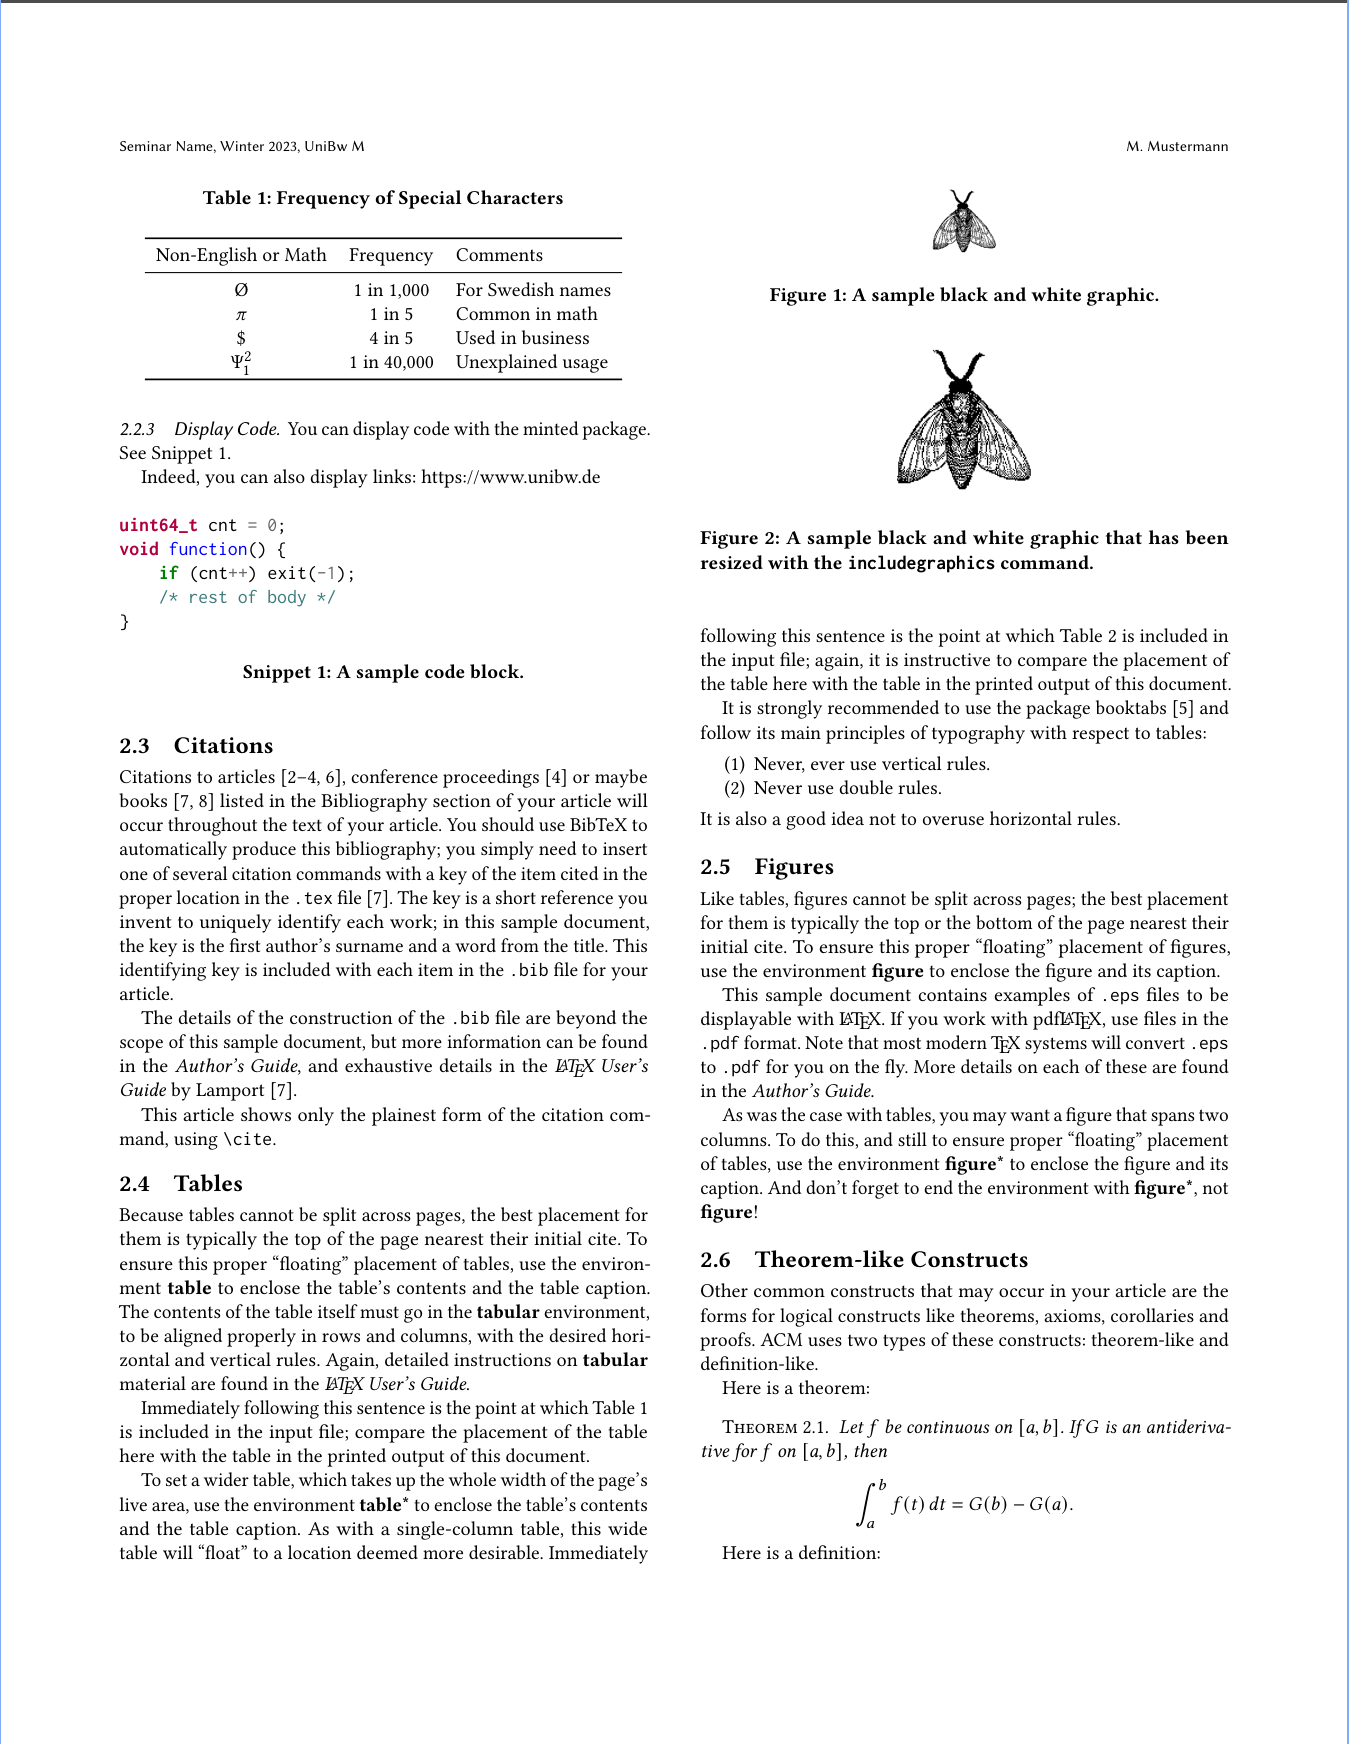 Seminar Name, Winter 2023, UniBw M
M. Mustermann
Table 1: Frequency of Special Characters
Non-English or Math Frequency Comments
Ø 1 in 1,000 For Swedish names
π 1 in 5 Common in math
$ 4 in 5 Used in business
Ψ₁² 1 in 40,000 Unexplained usage
2.2.3 Display Code. You can display code with the minted package.
See Snippet 1.
Indeed, you can also display links: https://www.unibw.de
uint64_t cnt = 0;
void function() {
    if (cnt++) exit(-1);
    /* rest of body */
}
Snippet 1: A sample code block.
2.3 Citations
Citations to articles [2–4, 6], conference proceedings [4] or maybe
books [7, 8] listed in the Bibliography section of your article will
occur throughout the text of your article. You should use BibTeX to
automatically produce this bibliography; you simply need to insert
one of several citation commands with a key of the item cited in the
proper location in the .tex file [7]. The key is a short reference you
invent to uniquely identify each work; in this sample document,
the key is the first author's surname and a word from the title. This
identifying key is included with each item in the .bib file for your
article.
The details of the construction of the .bib file are beyond the
scope of this sample document, but more information can be found
in the Author's Guide, and exhaustive details in the LATEX User's
Guide by Lamport [7].
This article shows only the plainest form of the citation com-
mand, using \cite.
2.4 Tables
Because tables cannot be split across pages, the best placement for
them is typically the top of the page nearest their initial cite. To
ensure this proper “floating” placement of tables, use the environ-
ment table to enclose the table's contents and the table caption.
The contents of the table itself must go in the tabular environment,
to be aligned properly in rows and columns, with the desired hori-
zontal and vertical rules. Again, detailed instructions on tabular
material are found in the LATEX User's Guide.
Immediately following this sentence is the point at which Table 1
is included in the input file; compare the placement of the table
here with the table in the printed output of this document.
To set a wider table, which takes up the whole width of the page's
live area, use the environment table* to enclose the table's contents
and the table caption. As with a single-column table, this wide
table will “float” to a location deemed more desirable. Immediately
Figure 1: A sample black and white graphic.
Figure 2: A sample black and white graphic that has been
resized with the includegraphics command.
following this sentence is the point at which Table 2 is included in
the input file; again, it is instructive to compare the placement of
the table here with the table in the printed output of this document.
It is strongly recommended to use the package booktabs [5] and
follow its main principles of typography with respect to tables:
(1) Never, ever use vertical rules.
(2) Never use double rules.
It is also a good idea not to overuse horizontal rules.
2.5 Figures
Like tables, figures cannot be split across pages; the best placement
for them is typically the top or the bottom of the page nearest their
initial cite. To ensure this proper “floating” placement of figures,
use the environment figure to enclose the figure and its caption.
This sample document contains examples of .eps files to be
displayable with LATEX. If you work with pdfLATEX, use files in the
.pdf format. Note that most modern TEX systems will convert .eps
to .pdf for you on the fly. More details on each of these are found
in the Author's Guide.
As was the case with tables, you may want a figure that spans two
columns. To do this, and still to ensure proper “floating” placement
of tables, use the environment figure* to enclose the figure and its
caption. And don't forget to end the environment with figure*, not
figure!
2.6 Theorem-like Constructs
Other common constructs that may occur in your article are the
forms for logical constructs like theorems, axioms, corollaries and
proofs. ACM uses two types of these constructs: theorem-like and
definition-like.
Here is a theorem:
Theorem 2.1. Let f be continuous on [a, b]. If G is an antideriva-
tive for f on [a, b], then
∫ₐᵇ f(t) dt = G(b) − G(a).
Here is a definition: